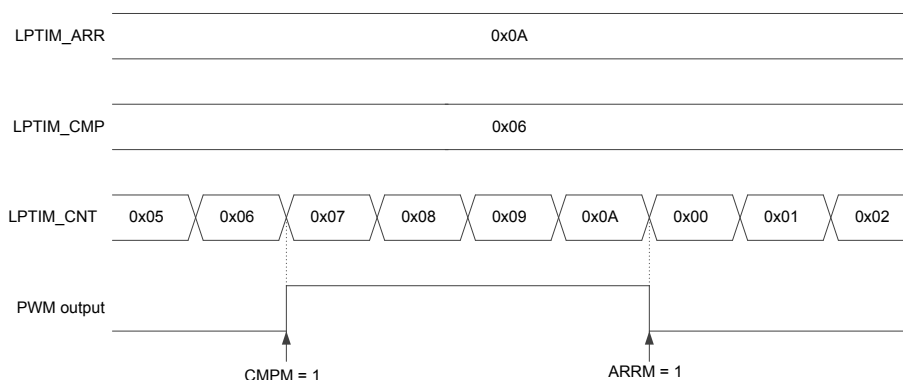 LPTIM_ARR 0x0A
LPTIM_CMP 0x06
LPTIM_CNT 0x05 0x06 0x07 0x08 0x09 0x0A 0x00 0x01 0x02
PWM output
CMPM = 1 ARRM = 1